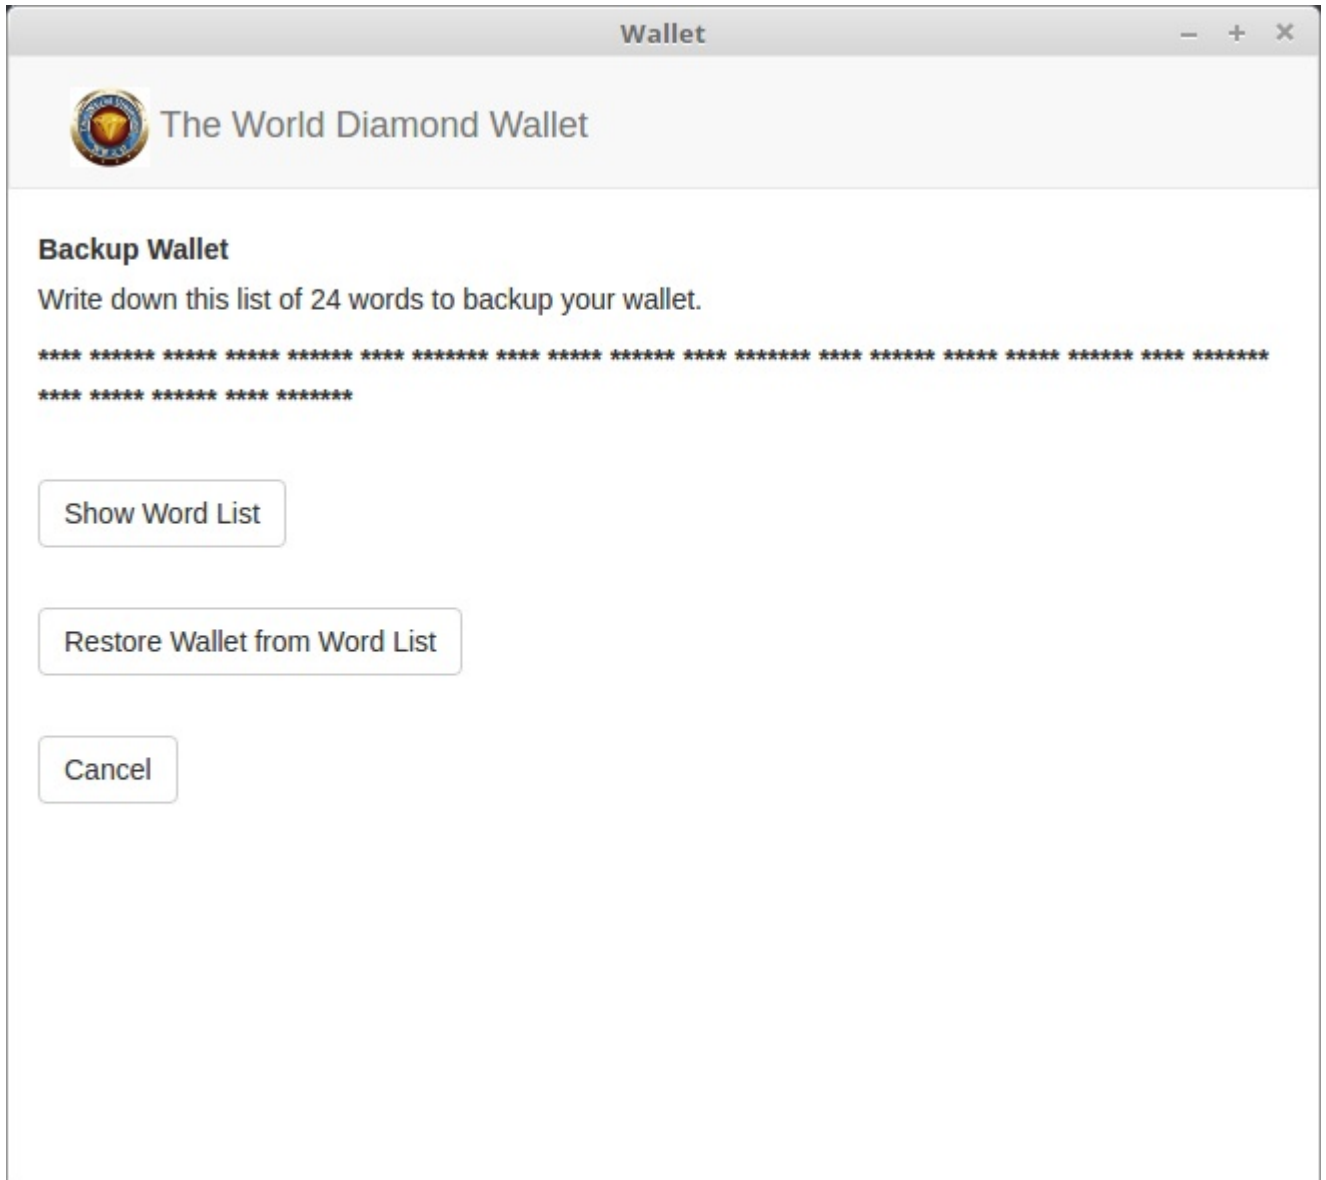 Wallet
The World Diamond Wallet
Backup Wallet
Write down this list of 24 words to backup your wallet.
**** ****** ***** ***** ****** **** ******* **** ***** ****** **** ******* **** ****** ***** ***** ****** **** *******
**** ***** ****** **** *******
Show Word List
Restore Wallet from Word List
Cancel